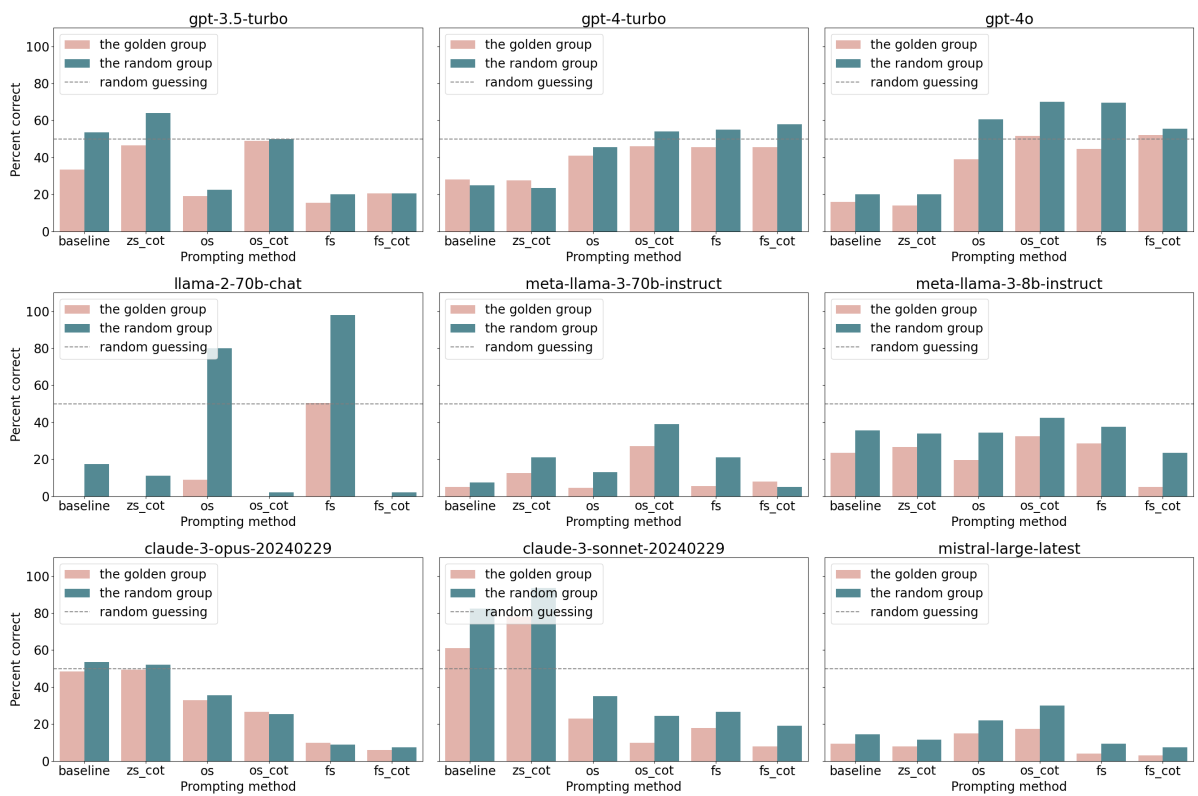 gpt-3.5-turbo
the golden group
the random group
random guessing
Percent correct
100
80
60
40
20
0
baseline zs_cot os os_cot fs fs_cot
Prompting method
gpt-4-turbo
the golden group
the random group
random guessing
baseline zs_cot os os_cot fs fs_cot
Prompting method
gpt-4o
the golden group
the random group
random guessing
baseline zs_cot os os_cot fs fs_cot
Prompting method
llama-2-70b-chat
the golden group
the random group
random guessing
Percent correct
100
80
60
40
20
0
baseline zs_cot os os_cot fs fs_cot
Prompting method
meta-llama-3-70b-instruct
the golden group
the random group
random guessing
baseline zs_cot os os_cot fs fs_cot
Prompting method
meta-llama-3-8b-instruct
the golden group
the random group
random guessing
baseline zs_cot os os_cot fs fs_cot
Prompting method
claude-3-opus-20240229
the golden group
the random group
random guessing
Percent correct
100
80
60
40
20
0
baseline zs_cot os os_cot fs fs_cot
Prompting method
claude-3-sonnet-20240229
the golden group
the random group
random guessing
baseline zs_cot os os_cot fs fs_cot
Prompting method
mistral-large-latest
the golden group
the random group
random guessing
baseline zs_cot os os_cot fs fs_cot
Prompting method